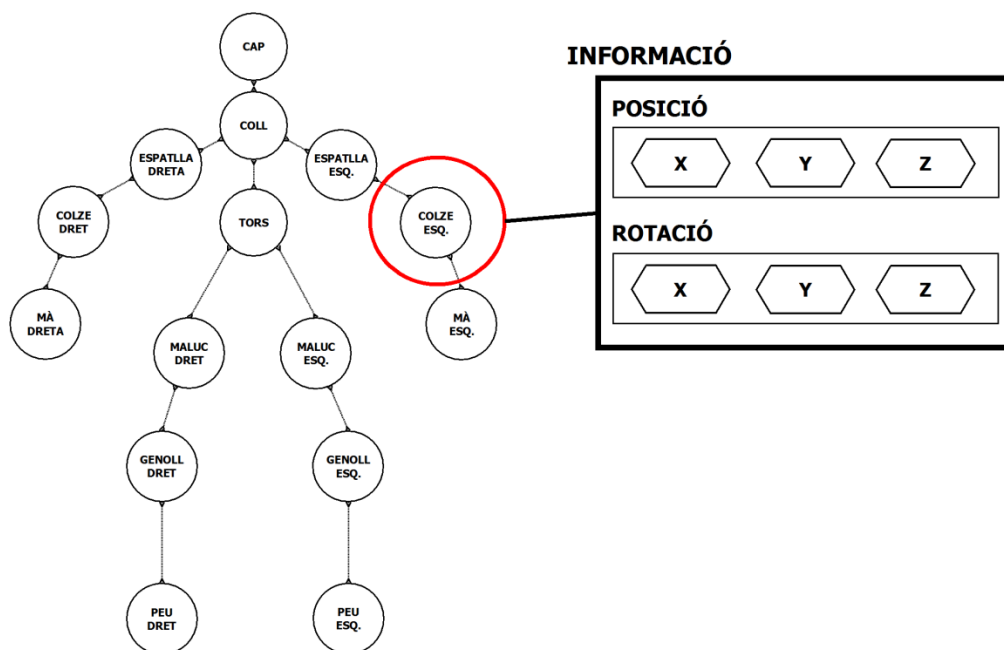 CAP
INFORMACIÓ
POSICIÓ
COLL
ESPATLLA
DRETA
ESPATLLA
ESQ.
X
Y
Z
COLZE
DRET
TORS
COLZE
ESQ.
ROTACIÓ
X
Y
Z
MÀ
DRETA
MÀ
ESQ.
MALUC
DRET
MALUC
ESQ.
GENOLL
DRET
GENOLL
ESQ.
PEU
DRET
PEU
ESQ.